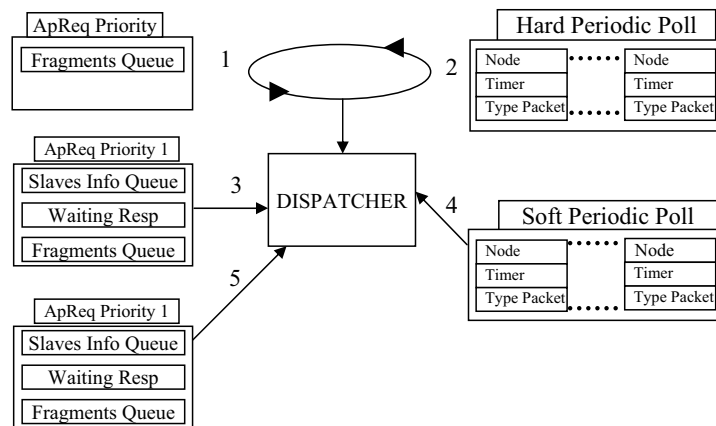 ApReq Priority
Fragments Queue
1
2
Hard Periodic Poll
Node
Timer
Type Packet
Node
Timer
Type Packet
ApReq Priority 1
Slaves Info Queue
Waiting Resp
Fragments Queue
3
DISPATCHER
4
Soft Periodic Poll
Node
Timer
Type Packet
Node
Timer
Type Packet
5
ApReq Priority 1
Slaves Info Queue
Waiting Resp
Fragments Queue